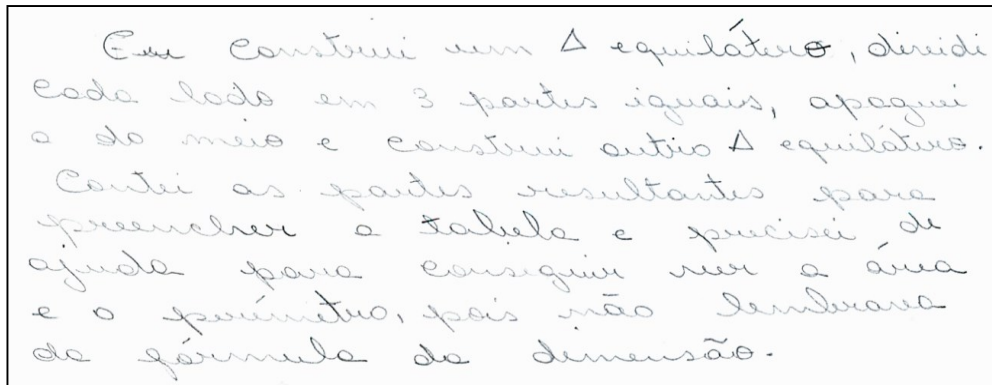 Eu construi um Δ equilátero, dividi
cada lado em 3 partes iguais, apaguei
a do meio e construi outro Δ equilátero.
Contei as partes resultantes para
preencher a tabela e precisei de
ajuda para conseguir ver a área
e o perímetro, pois não lembrava
da fórmula da dimensão.